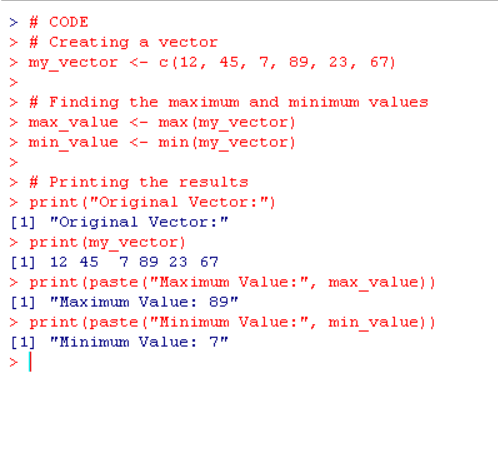 > # CODE
> # Creating a vector
> my_vector <- c(12, 45, 7, 89, 23, 67)
>
> # Finding the maximum and minimum values
> max_value <- max(my_vector)
> min_value <- min(my_vector)
>
> # Printing the results
> print("Original Vector:")
[1] "Original Vector:"
> print(my_vector)
[1] 12 45  7 89 23 67
> print(paste("Maximum Value:", max_value))
[1] "Maximum Value: 89"
> print(paste("Minimum Value:", min_value))
[1] "Minimum Value: 7"
>